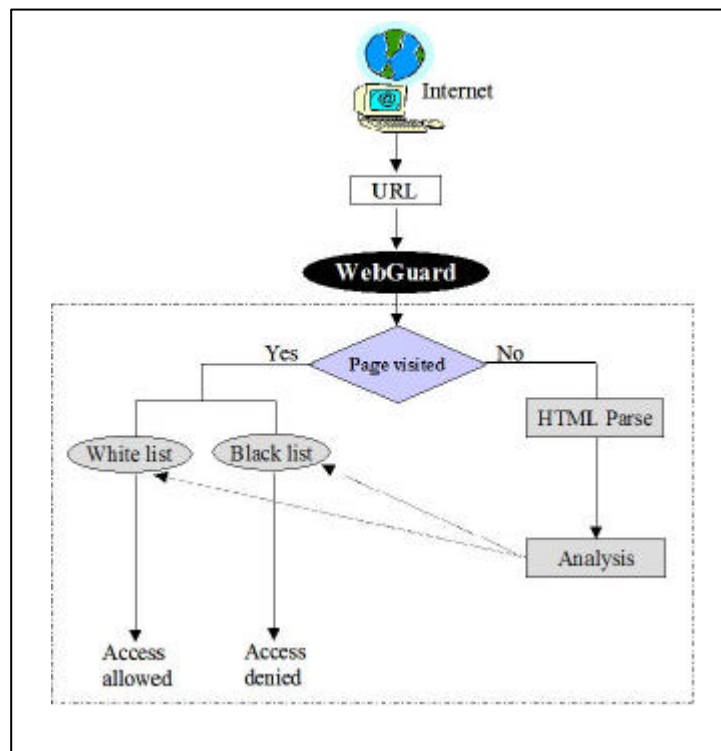 @
Internet
URL
WebGuard
Page visited
Yes
No
HTML Parse
White list
Black list
Analysis
Access
allowed
Access
denied